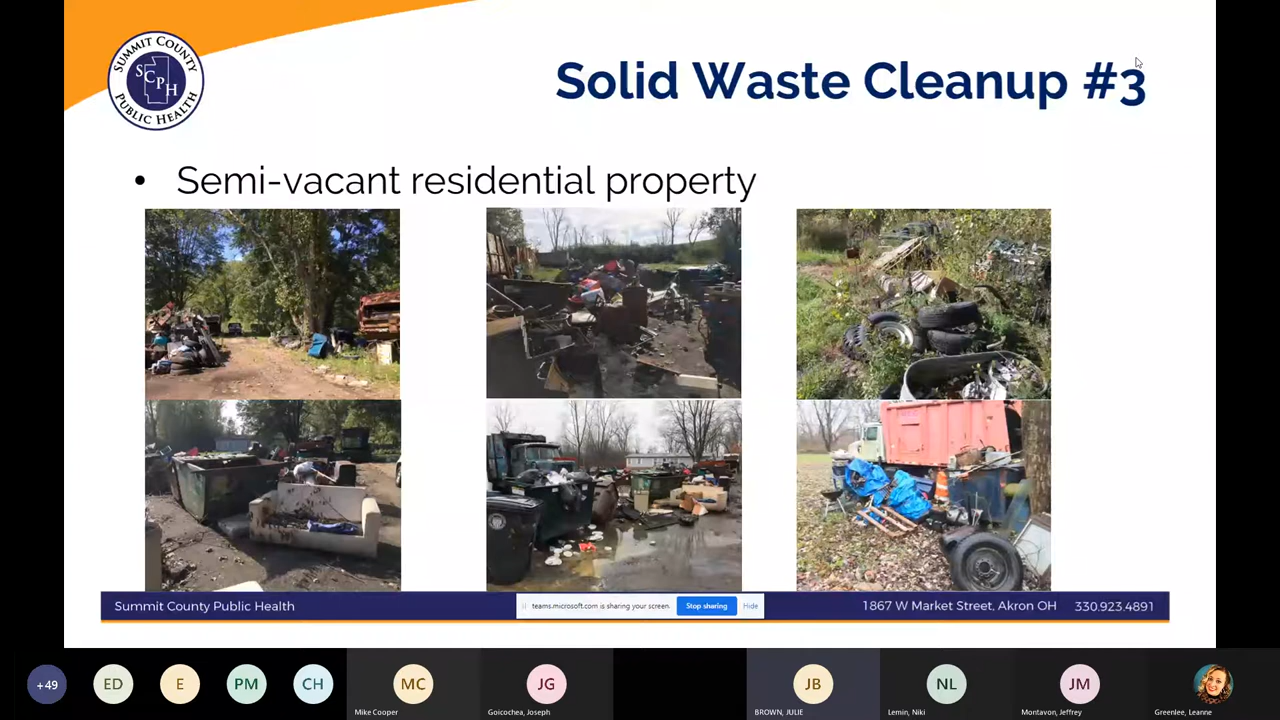 SUMMIT COUNTY
SCPH
PUBLIC HEALTH
Solid Waste Cleanup #3
• Semi-vacant residential property
Summit County Public Health
teams.microsoft.com is sharing your screen.
Stop sharing
Hide
1867 W Market Street, Akron OH
330.923.4891
+49
ED
E
PM
CH
MC
Mike Cooper
JG
Goicochea, Joseph
JB
BROWN, JULIE
NL
Lemin, Niki
JM
Montavon, Jeffrey
Greenlee, Leanne